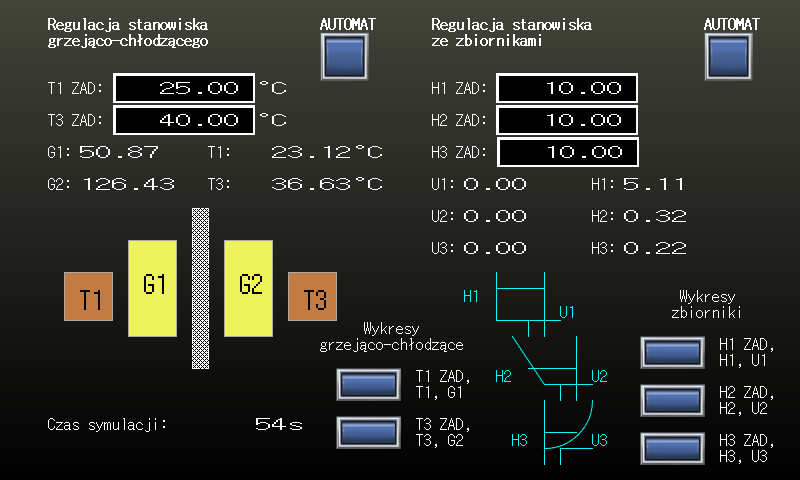 Regulacja stanowiska
grzejąco-chłodzącego
AUTOMAT
T1 ZAD: 25.00 °C
T3 ZAD: 40.00 °C
G1: 50.87 T1: 23.12°C
G2: 126.43 T3: 36.63°C
T1 G1 G2 T3
Wykresy
grzejąco-chłodzące
T1 ZAD,
T1, G1
T3 ZAD,
T3, G2
Czas symulacji: 54s
Regulacja stanowiska
ze zbiornikami
AUTOMAT
H1 ZAD: 10.00
H2 ZAD: 10.00
H3 ZAD: 10.00
U1: 0.00 H1: 5.11
U2: 0.00 H2: 0.32
U3: 0.00 H3: 0.22
H1 U1
H2 U2
H3 U3
Wykresy
zbiorniki
H1 ZAD,
H1, U1
H2 ZAD,
H2, U2
H3 ZAD,
H3, U3